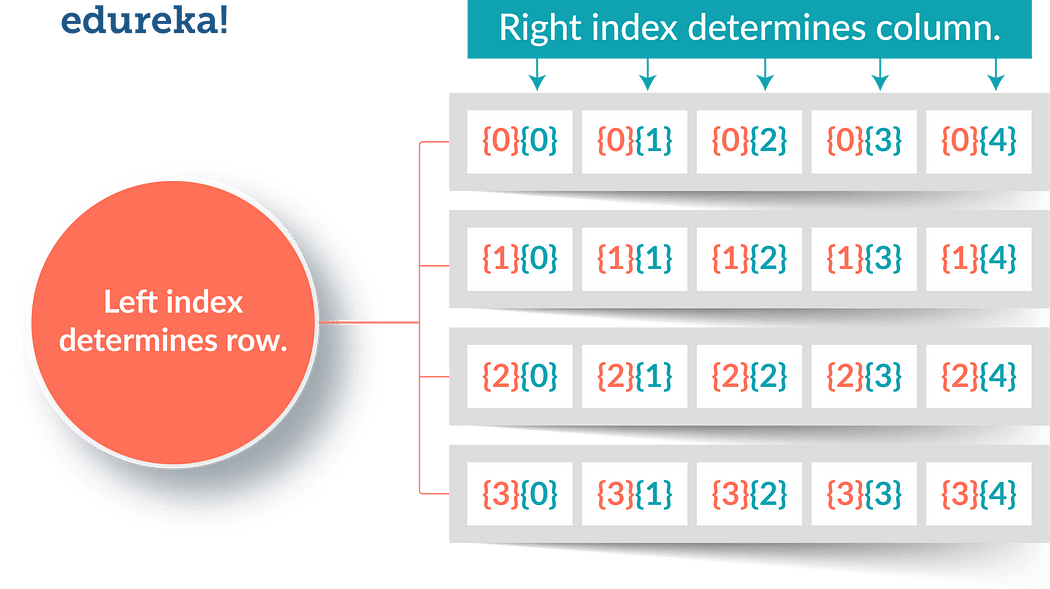 edureka!
Right index determines column.
{0}{0} {0}{1} {0}{2} {0}{3} {0}{4}
{1}{0} {1}{1} {1}{2} {1}{3} {1}{4}
Left index
determines row.
{2}{0} {2}{1} {2}{2} {2}{3} {2}{4}
{3}{0} {3}{1} {3}{2} {3}{3} {3}{4}